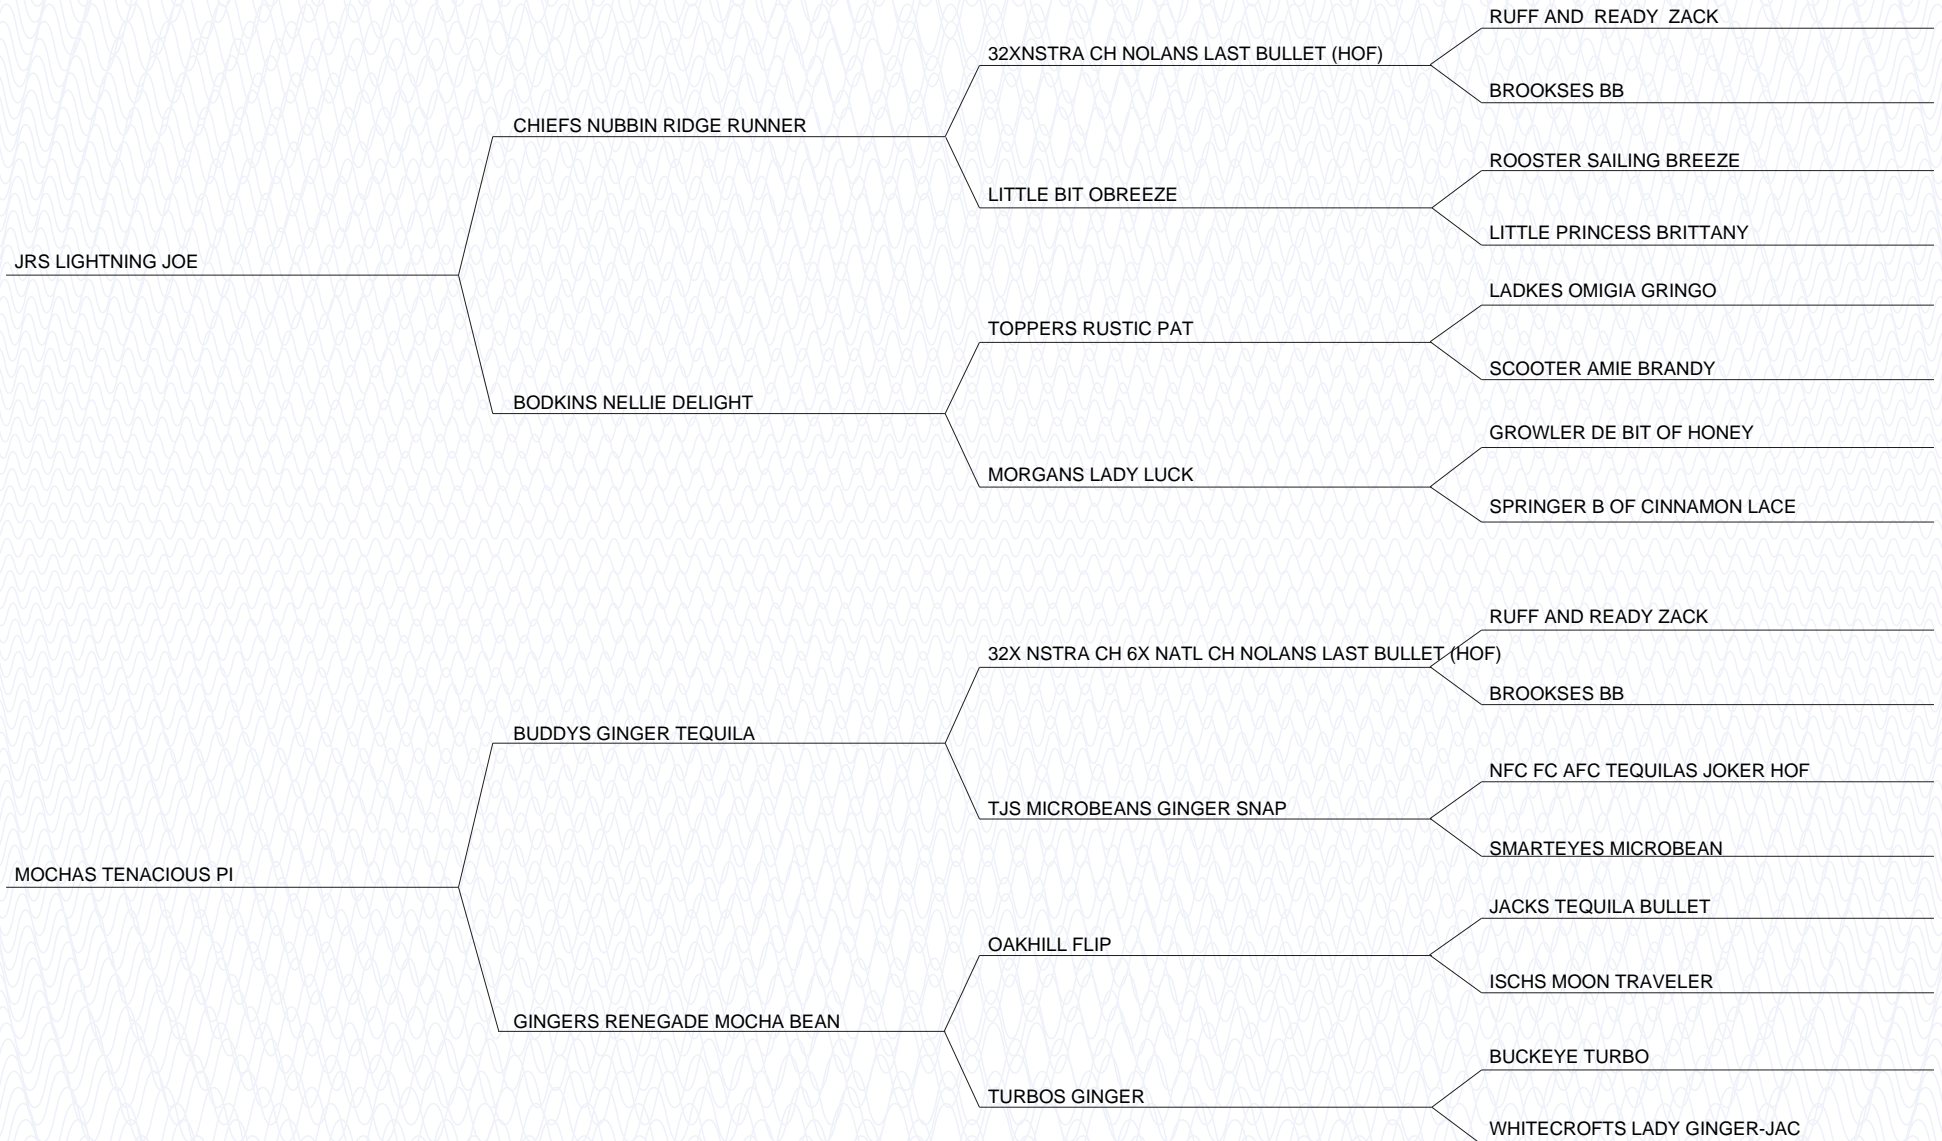 RUFF AND  READY  ZACK
32XNSTRA CH NOLANS LAST BULLET (HOF)
BROOKSES BB
CHIEFS NUBBIN RIDGE RUNNER
ROOSTER SAILING BREEZE
LITTLE BIT OBREEZE
LITTLE PRINCESS BRITTANY
JRS LIGHTNING JOE
LADKES OMIGIA GRINGO
TOPPERS RUSTIC PAT
SCOOTER AMIE BRANDY
BODKINS NELLIE DELIGHT
GROWLER DE BIT OF HONEY
MORGANS LADY LUCK
SPRINGER B OF CINNAMON LACE
RUFF AND READY ZACK
32X NSTRA CH 6X NATL CH NOLANS LAST BULLET (HOF)
BROOKSES BB
BUDDYS GINGER TEQUILA
NFC FC AFC TEQUILAS JOKER HOF
TJS MICROBEANS GINGER SNAP
SMARTEYES MICROBEAN
MOCHAS TENACIOUS PI
JACKS TEQUILA BULLET
OAKHILL FLIP
ISCHS MOON TRAVELER
GINGERS RENEGADE MOCHA BEAN
BUCKEYE TURBO
TURBOS GINGER
WHITECROFTS LADY GINGER-JAC